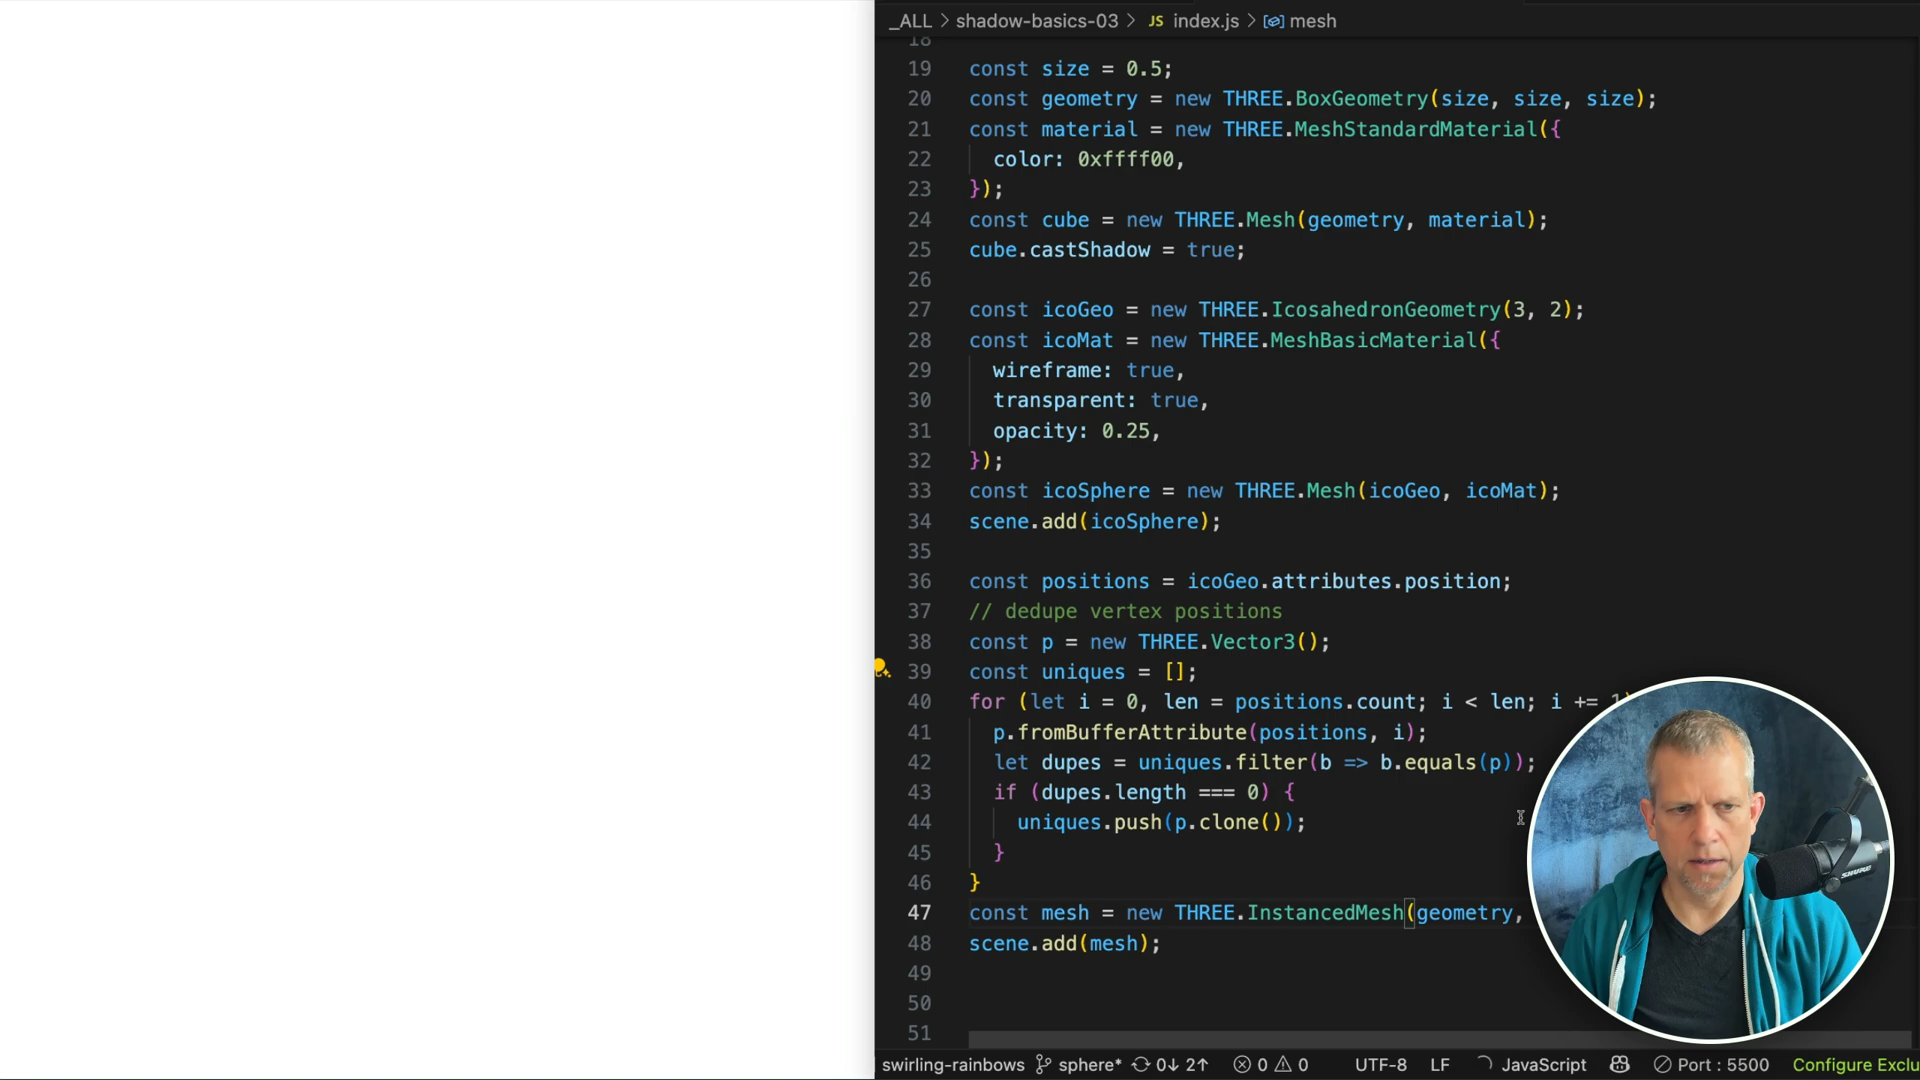 _ALL > shadow-basics-03 > JS index.js > mesh
18
19 const size = 0.5;
20 const geometry = new THREE.BoxGeometry(size, size, size);
21 const material = new THREE.MeshStandardMaterial({
22 color: 0xffff00,
23 });
24 const cube = new THREE.Mesh(geometry, material);
25 cube.castShadow = true;
26
27 const icoGeo = new THREE.IcosahedronGeometry(3, 2);
28 const icoMat = new THREE.MeshBasicMaterial({
29 wireframe: true,
30 transparent: true,
31 opacity: 0.25,
32 });
33 const icoSphere = new THREE.Mesh(icoGeo, icoMat);
34 scene.add(icoSphere);
35
36 const positions = icoGeo.attributes.position;
37 // dedupe vertex positions
38 const p = new THREE.Vector3();
39 const uniques = [];
40 for (let i = 0, len = positions.count; i < len; i += 1)
41 p.fromBufferAttribute(positions, i);
42 let dupes = uniques.filter(b => b.equals(p));
43 if (dupes.length === 0) {
44 uniques.push(p.clone());
45 }
46 }
47 const mesh = new THREE.InstancedMesh(geometry,
48 scene.add(mesh);
49
50
51
swirling-rainbows sphere* 0↓ 2↑ 0 0 UTF-8 LF JavaScript Port : 5500 Configure Exclu
SHURE